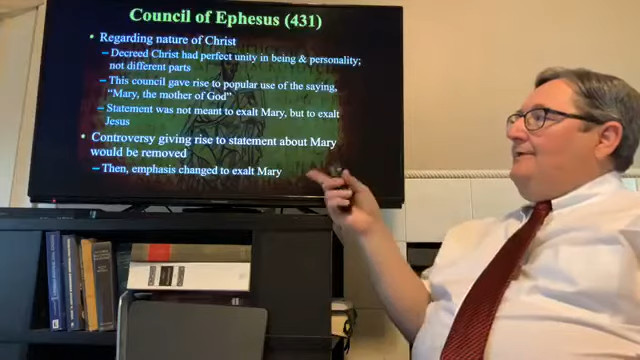 Council of Ephesus (431)
• Regarding nature of Christ
– Decreed Christ had perfect unity in being & personality;
not different parts
– This council gave rise to popular use of the saying,
“Mary, the mother of God”
– Statement was not meant to exalt Mary, but to exalt
Jesus
• Controversy giving rise to statement about Mary
would be removed
– Then, emphasis changed to exalt Mary